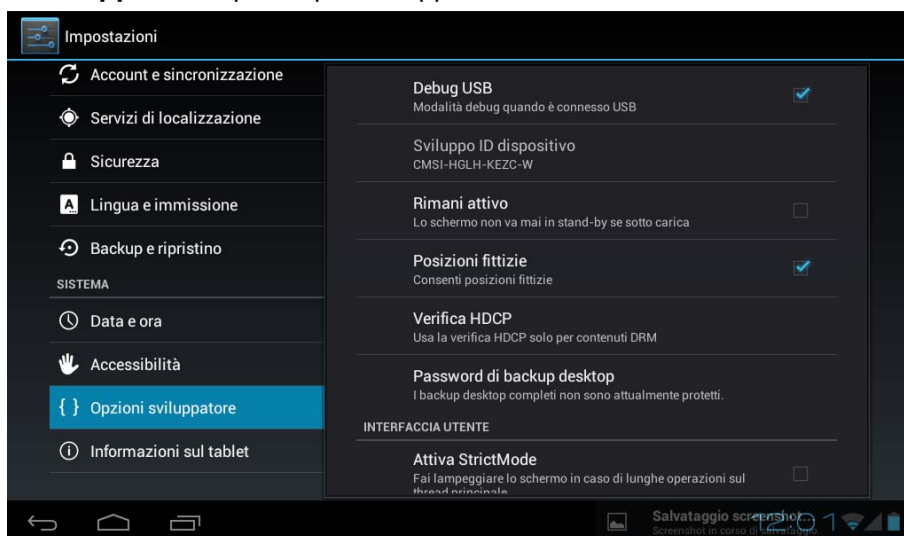 Impostazioni
Account e sincronizzazione
Servizi di localizzazione
Sicurezza
Lingua e immissione
Backup e ripristino
SISTEMA
Data e ora
Accessibilità
{ } Opzioni sviluppatore
Informazioni sul tablet
Debug USB
Modalità debug quando è connesso USB
Sviluppo ID dispositivo
CMSI-HGLH-KEZC-W
Rimani attivo
Lo schermo non va mai in stand-by se sotto carica
Posizioni fittizie
Consenti posizioni fittizie
Verifica HDCP
Usa la verifica HDCP solo per contenuti DRM
Password di backup desktop
I backup desktop completi non sono attualmente protetti.
INTERFACCIA UTENTE
Attiva StrictMode
Fai lampeggiare lo schermo in caso di lunghe operazioni sul
thread principale
Salvataggio screenshot...
Screenshot in corso di salvataggio.
12:01